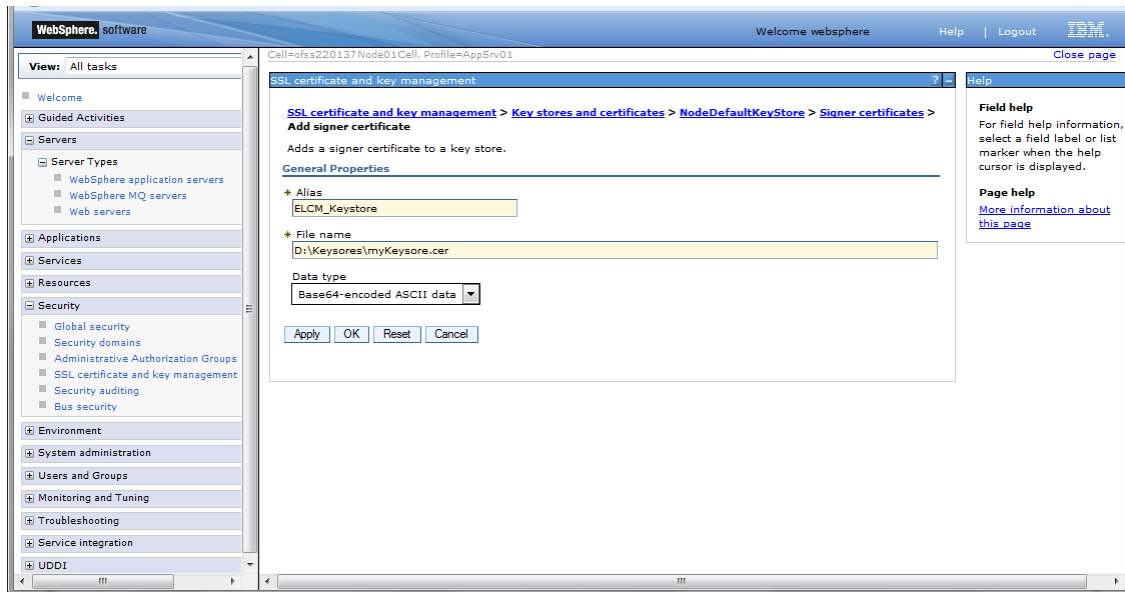 WebSphere. software
Welcome websphere
Help | Logout
IBM.
View: All tasks
Welcome
Guided Activities
Servers
Server Types
WebSphere application servers
WebSphere MQ servers
Web servers
Applications
Services
Resources
Security
Global security
Security domains
Administrative Authorization Groups
SSL certificate and key management
Security auditing
Bus security
Environment
System administration
Users and Groups
Monitoring and Tuning
Troubleshooting
Service integration
UDDI
Cell=ofss220137Node01Cell, Profile=AppSrv01
Close page
SSL certificate and key management
? –
SSL certificate and key management > Key stores and certificates > NodeDefaultKeyStore > Signer certificates >
Add signer certificate
Adds a signer certificate to a key store.
General Properties
* Alias
ELCM_Keystore
* File name
D:\Keysores\myKeysore.cer
Data type
Base64-encoded ASCII data
Apply OK Reset Cancel
Help
Field help
For field help information,
select a field label or list
marker when the help
cursor is displayed.
Page help
More information about
this page